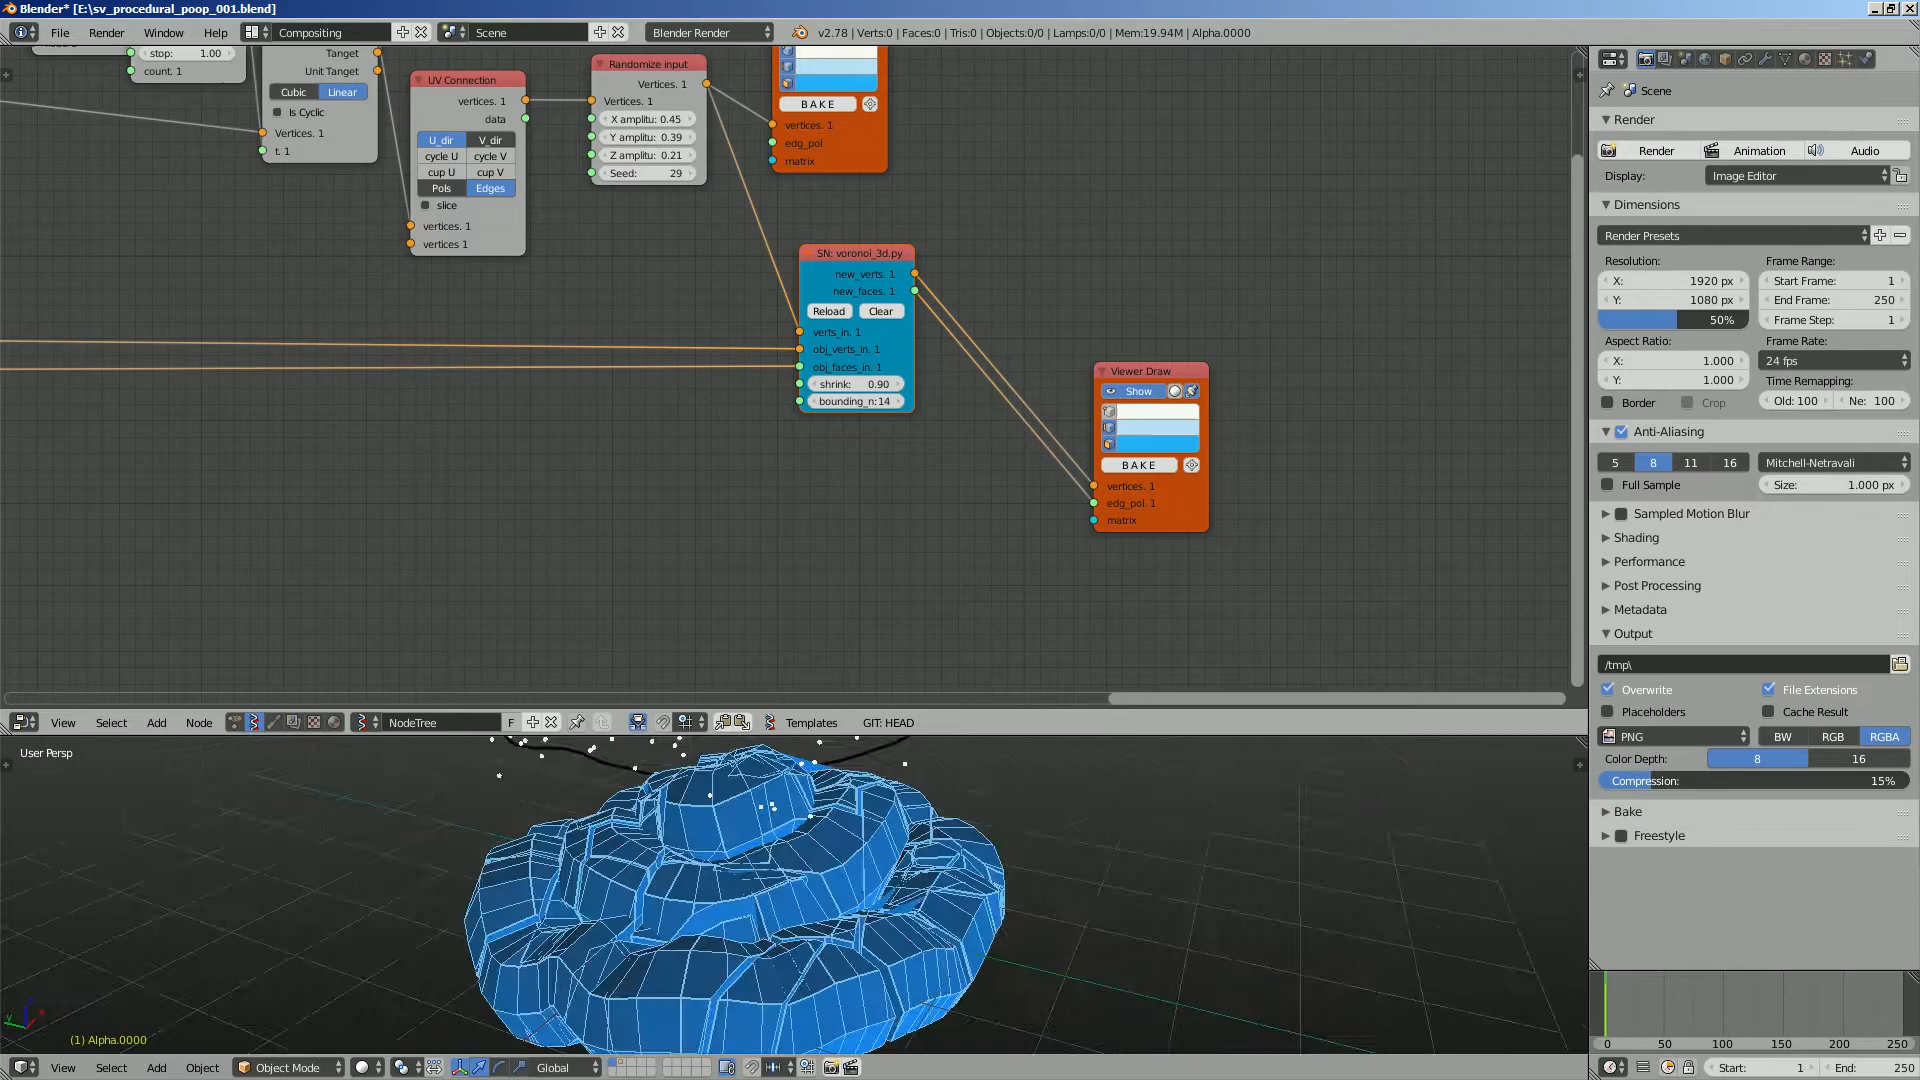 Blender* [E:\sv_procedural_poop_001.blend]
File Render Window Help Compositing Scene Blender Render v2.78 | Verts:0 | Faces:0 | Tris:0 | Objects:0/0 | Lamps:0/0 | Mem:19.94M | Alpha.0000
stop: 1.00
count. 1
Tanget
Unit Tanget
Cubic Linear
Is Cyclic
Vertices. 1
t. 1
UV Connection
vertices. 1
data
U_dir V_dir
cycle U cycle V
cup U cup V
Pols Edges
slice
vertices. 1
vertices 1
Randomize input
Vertices. 1
Vertices. 1
X amplitu: 0.45
Y amplitu: 0.39
Z amplitu: 0.21
Seed: 29
BAKE
vertices. 1
edg_pol
matrix
SN: voronoi_3d.py
new_verts. 1
new_faces. 1
Reload Clear
verts_in. 1
obj_verts_in. 1
obj_faces_in. 1
shrink: 0.90
bounding_n:14
Viewer Draw
Show
BAKE
vertices. 1
edg_pol. 1
matrix
View Select Add Node NodeTree F Templates GIT: HEAD
User Persp
(1) Alpha.0000
View Select Add Object Object Mode Global
Scene
Render
Render Animation Audio
Display: Image Editor
Dimensions
Render Presets
Resolution: Frame Range:
X: 1920 px Start Frame: 1
Y: 1080 px End Frame: 250
50% Frame Step: 1
Aspect Ratio: Frame Rate:
X: 1.000 24 fps
Y: 1.000 Time Remapping:
Border Crop Old: 100 Ne: 100
Anti-Aliasing
5 8 11 16 Mitchell-Netravali
Full Sample Size: 1.000 px
Sampled Motion Blur
Shading
Performance
Post Processing
Metadata
Output
/tmp\
Overwrite File Extensions
Placeholders Cache Result
PNG BW RGB RGBA
Color Depth: 8 16
Compression: 15%
Bake
Freestyle
0 50 100 150 200 250
Start: 1 End: 250